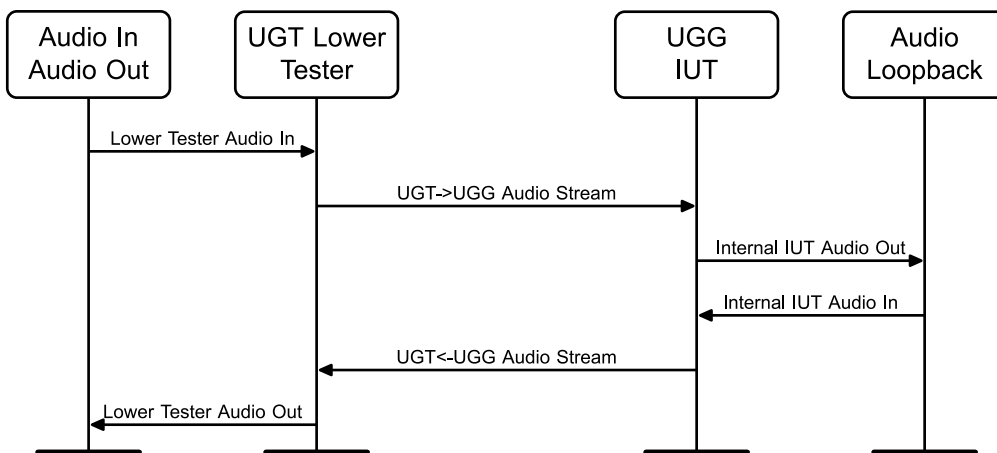 Audio In
Audio Out
UGT Lower
Tester
UGG
IUT
Audio
Loopback
Lower Tester Audio In
UGT->UGG Audio Stream
Internal IUT Audio Out
Internal IUT Audio In
UGT<-UGG Audio Stream
Lower Tester Audio Out